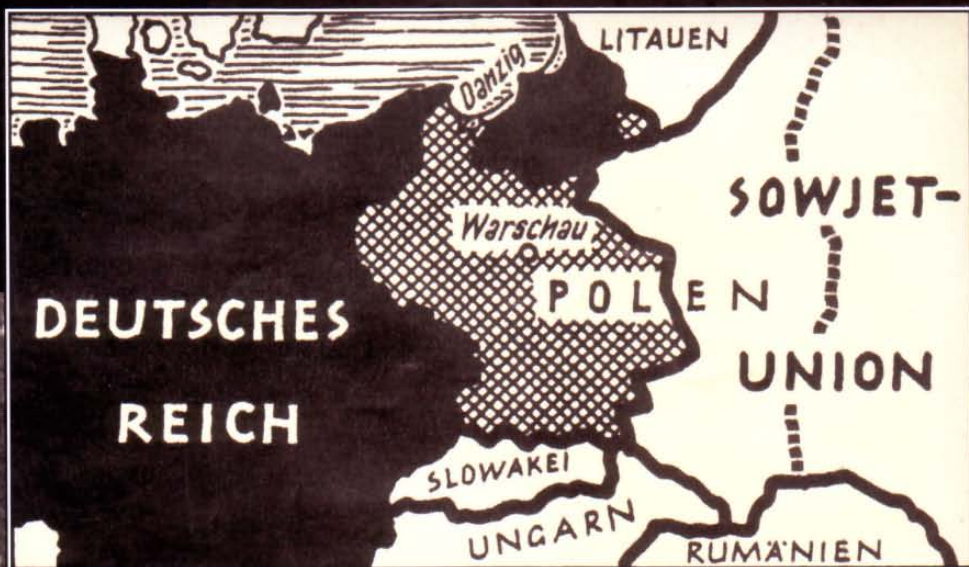 LITAUEN
Danzig
SOWJET-
Warschau
POLEN
DEUTSCHES
UNION
REICH
SLOWAKEI
UNGARN
RUMÄNIEN